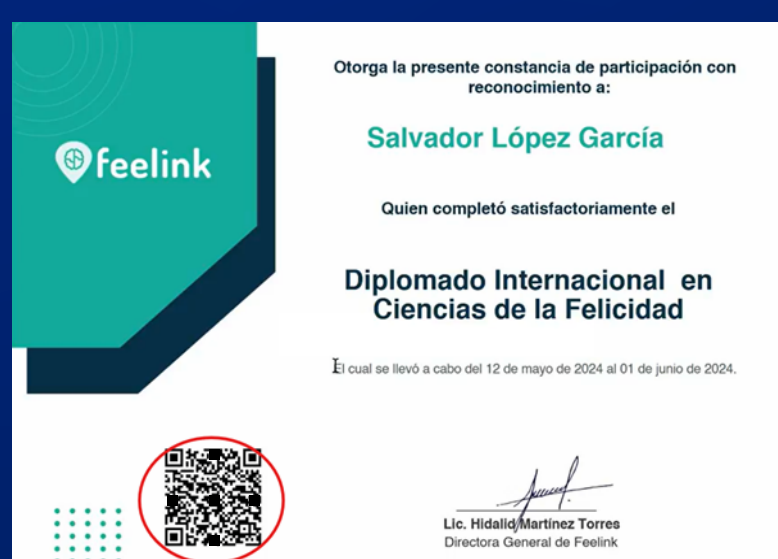 feelink
Otorga la presente constancia de participación con
reconocimiento a:
Salvador López García
Quien completó satisfactoriamente el
Diplomado Internacional en
Ciencias de la Felicidad
El cual se llevó a cabo del 12 de mayo de 2024 al 01 de junio de 2024.
Lic. Hidalid Martínez Torres
Directora General de Feelink